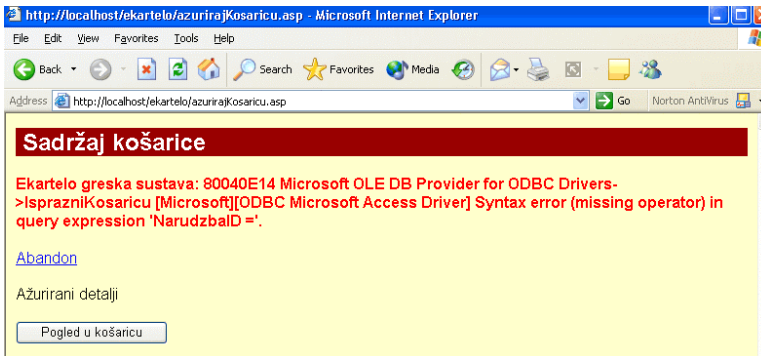 http://localhost/ekartelo/azurirajKosaricu.asp - Microsoft Internet Explorer
File Edit View Favorites Tools Help
Back Search Favorites Media
Address http://localhost/ekartelo/azurirajKosaricu.asp Go Norton AntiVirus
Sadržaj košarice
Ekartelo greska sustava: 80040E14 Microsoft OLE DB Provider for ODBC Drivers-
>IsprazniKosaricu [Microsoft][ODBC Microsoft Access Driver] Syntax error (missing operator) in
query expression 'NarudzbaID ='.
Abandon
Ažurirani detalji
Pogled u košaricu